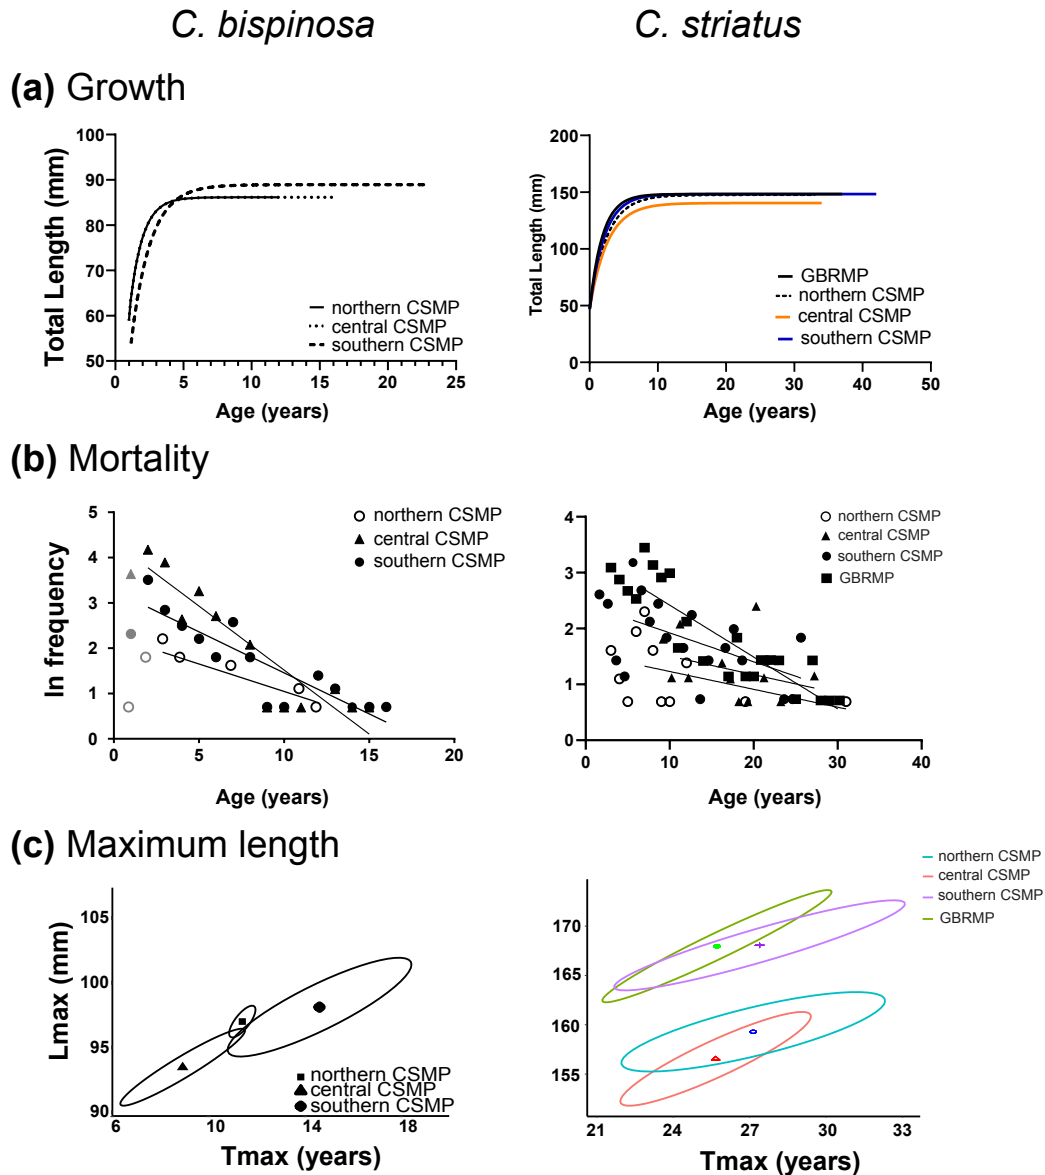 C. bispinosa
C. striatus
(a) Growth
100
90
80
70
60
50
Total Length (mm)
northern CSMP
central CSMP
southern CSMP
0 5 10 15 20 25
Age (years)
200
150
100
50
0
Total Length (mm)
GBRMP
northern CSMP
central CSMP
southern CSMP
0 10 20 30 40 50
Age (years)
(b) Mortality
5
4
3
2
1
0
ln frequency
northern CSMP
central CSMP
southern CSMP
0 5 10 15 20
Age (years)
4
3
2
1
0
northern CSMP
central CSMP
southern CSMP
GBRMP
0 10 20 30 40
Age (years)
(c) Maximum length
105
100
95
90
Lmax (mm)
northern CSMP
central CSMP
southern CSMP
6 10 14 18
Tmax (years)
northern CSMP
central CSMP
southern CSMP
GBRMP
170
165
160
155
21 24 27 30 33
Tmax (years)